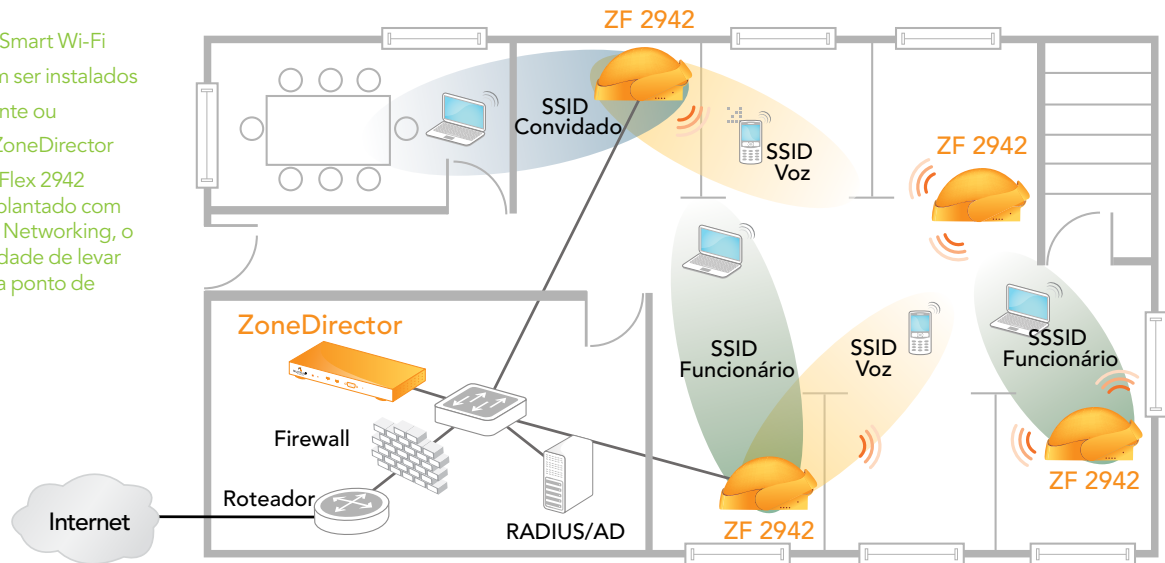 Smart Wi-Fi
m ser instalados
nte ou
ZoneDirector
Flex 2942
plantado com
Networking, o
dade de levar
a ponto de
ZF 2942
SSID
Convidado
SSID
Voz
ZF 2942
ZoneDirector
SSID
Funcionário
SSID
Voz
SSSID
Funcionário
Firewall
Roteador
Internet
RADIUS/AD
ZF 2942
ZF 2942